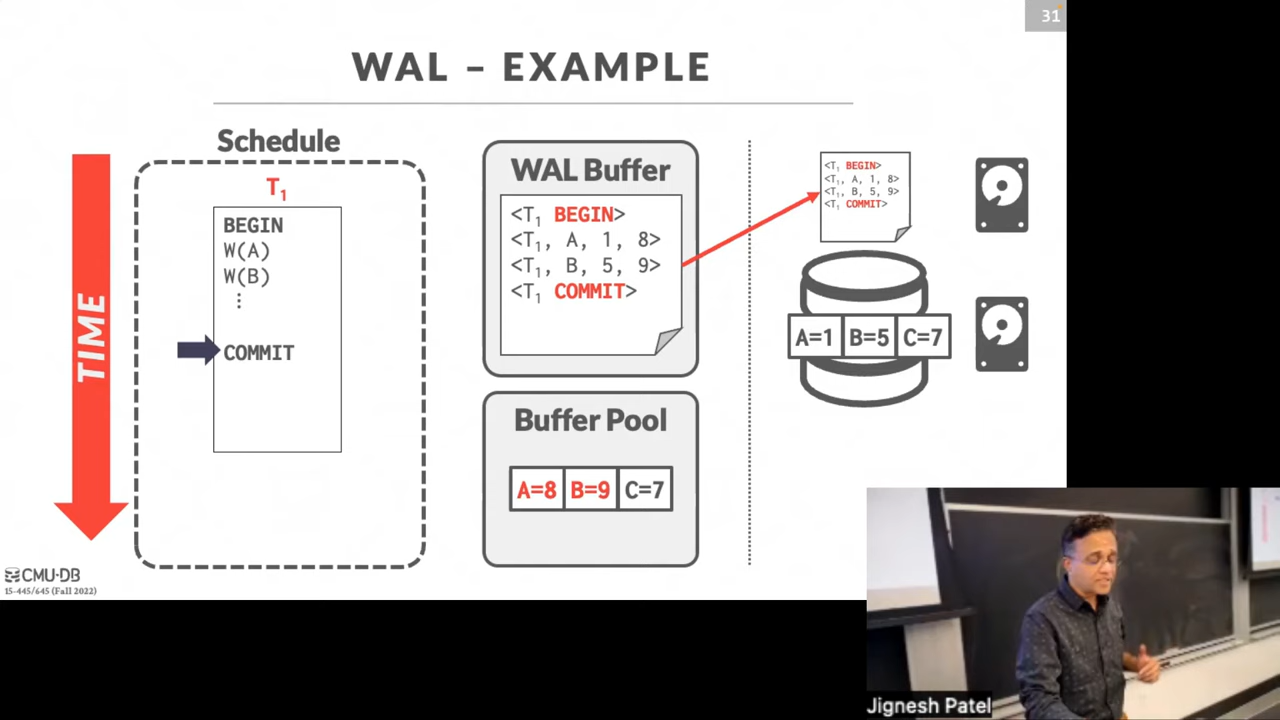 31
WAL – EXAMPLE
Schedule
TIME
T1
BEGIN
W(A)
W(B)
⋮
COMMIT
WAL Buffer
<T1 BEGIN>
<T1, A, 1, 8>
<T1, B, 5, 9>
<T1 COMMIT>
Buffer Pool
A=8 B=9 C=7
<T1 BEGIN>
<T1, A, 1, 8>
<T1, B, 5, 9>
<T1 COMMIT>
A=1 B=5 C=7
CMU·DB
15-445/645 (Fall 2022)
Jignesh Patel